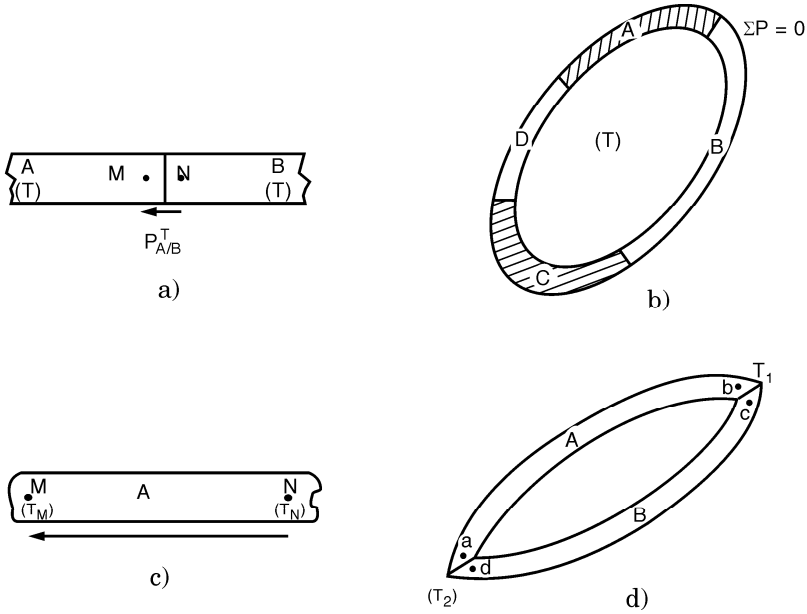 A
(T)
M
N
B
(T)
P^T_{A/B}
a)
A
ΣP = 0
D
(T)
B
C
b)
M
(T_M)
A
N
(T_N)
c)
T_1
b
c
A
B
a
d
(T_2)
d)